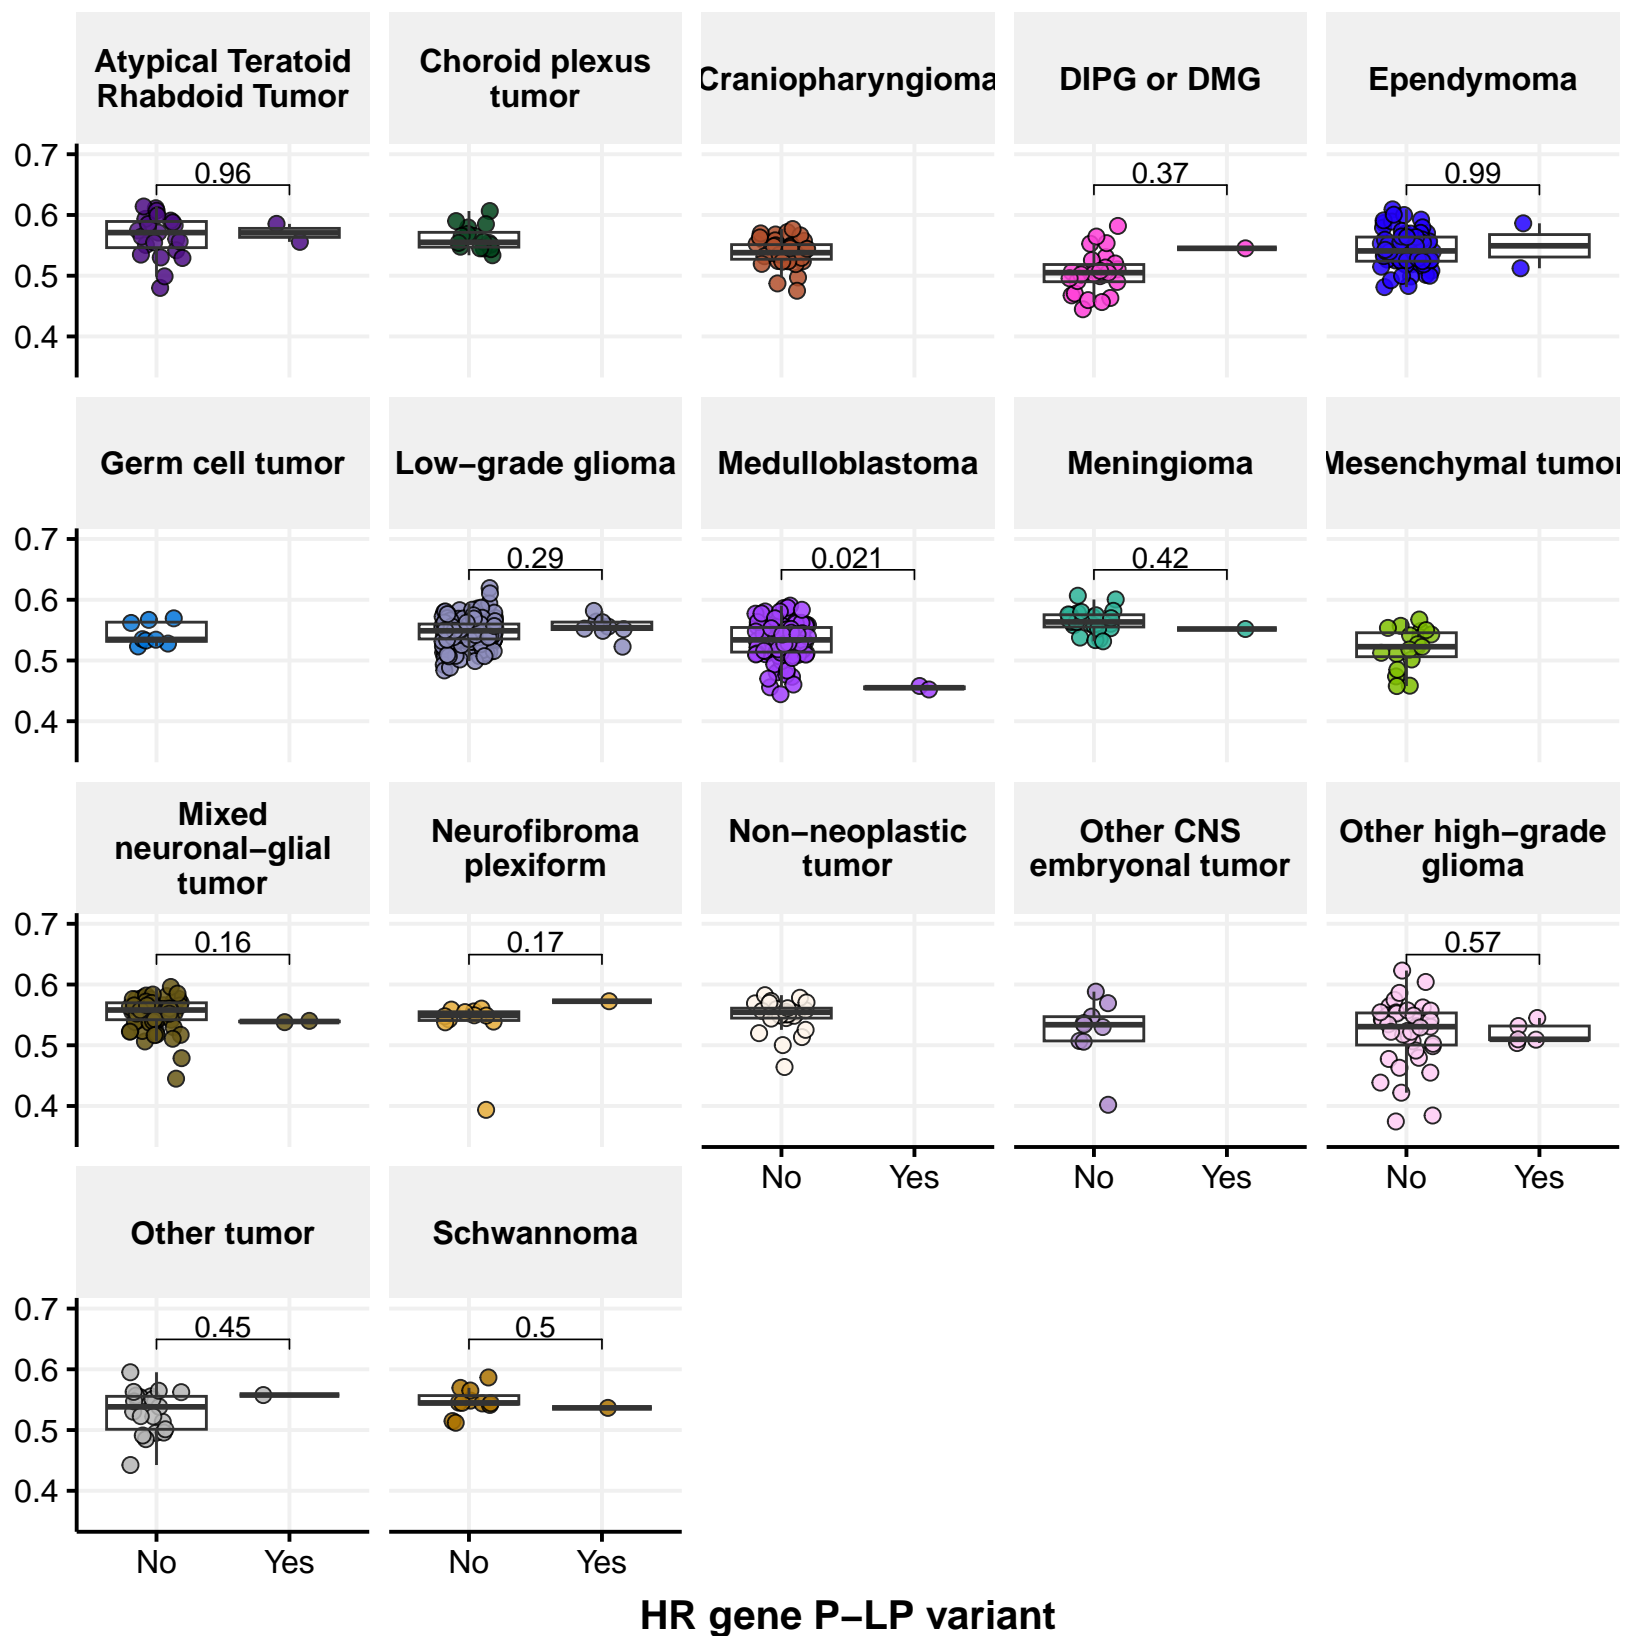 Atypical Teratoid
Rhabdoid Tumor
Choroid plexus
tumor
Craniopharyngioma
DIPG or DMG
Ependymoma
0.7
0.6
0.5
0.4
0.96
0.37
0.99
Germ cell tumor
Low−grade glioma
Medulloblastoma
Meningioma
Mesenchymal tumor
0.7
0.6
0.5
0.4
0.29
0.021
0.42
Mixed
neuronal−glial
tumor
Neurofibroma
plexiform
Non−neoplastic
tumor
Other CNS
embryonal tumor
Other high−grade
glioma
0.7
0.6
0.5
0.4
0.16
0.17
0.57
No Yes
No Yes
No Yes
Other tumor
Schwannoma
0.7
0.6
0.5
0.4
0.45
0.5
No Yes
No Yes
HR gene P−LP variant